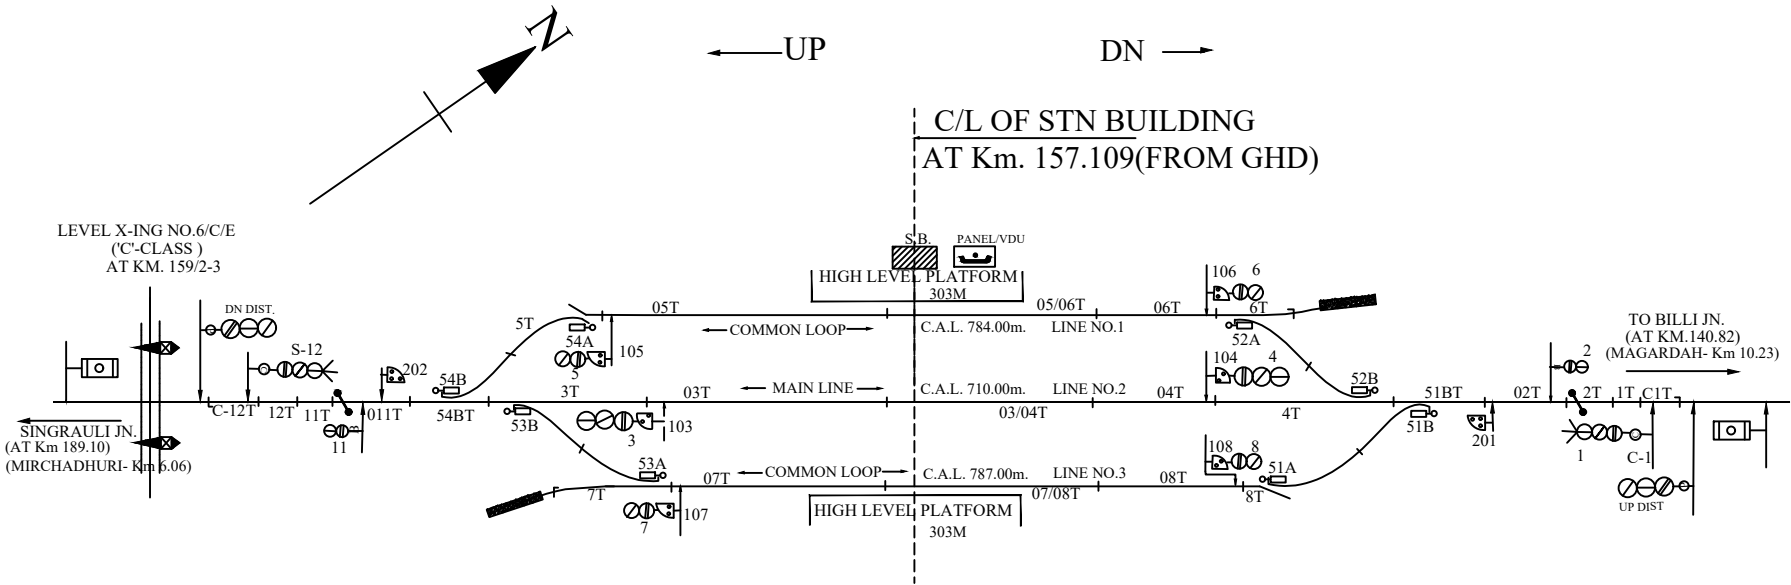 N
UP
DN
C/L OF STN BUILDING
AT Km. 157.109(FROM GHD)
LEVEL X-ING NO.6/C/E
('C'-CLASS )
AT KM. 159/2-3
S.B.
PANEL/VDU
HIGH LEVEL PLATFORM
303M
106
6
DN DIST.
05T
05/06T
06T
6T
5T
COMMON LOOP
C.A.L. 784.00m.
LINE NO.1
54A
5
105
52A
TO BILLI JN.
(AT KM.140.82)
(MAGARDAH- Km 10.23)
S-12
202
104
4
2
54B
52B
3T
03T
MAIN LINE
C.A.L. 710.00m.
LINE NO.2
04T
51BT
02T
2T
1T
C1T
C-12T
12T
11T
011T
54BT
03/04T
4T
53B
51B
SINGRAULI JN.
(AT Km 189.10)
(MIRCHADHURI- Km 6.06)
11
3
103
201
1
C-1
108
8
53A
51A
07T
COMMON LOOP
C.A.L. 787.00m.
LINE NO.3
08T
7T
07/08T
8T
UP DIST
7
107
HIGH LEVEL PLATFORM
303M